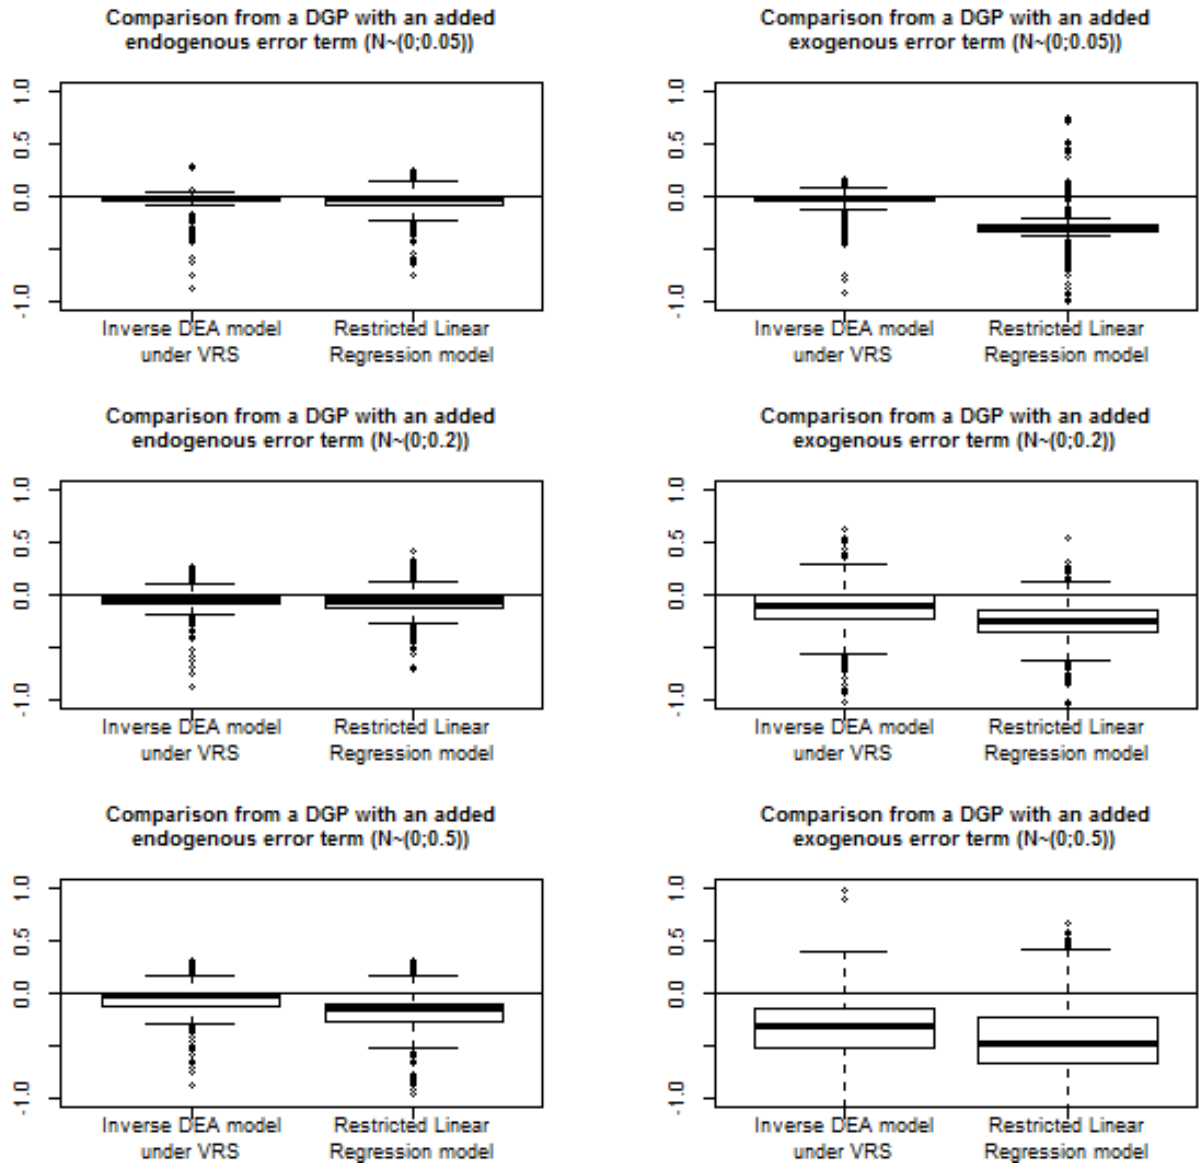 Comparison from a DGP with an added
endogenous error term (N~(0;0.05))
1.0
0.5
0.0
-1.0
Inverse DEA model
under VRS
Restricted Linear
Regression model
Comparison from a DGP with an added
exogenous error term (N~(0;0.05))
1.0
0.5
0.0
-1.0
Inverse DEA model
under VRS
Restricted Linear
Regression model
Comparison from a DGP with an added
endogenous error term (N~(0;0.2))
1.0
0.5
0.0
-1.0
Inverse DEA model
under VRS
Restricted Linear
Regression model
Comparison from a DGP with an added
exogenous error term (N~(0;0.2))
1.0
0.5
0.0
-1.0
Inverse DEA model
under VRS
Restricted Linear
Regression model
Comparison from a DGP with an added
endogenous error term (N~(0;0.5))
1.0
0.5
0.0
-1.0
Inverse DEA model
under VRS
Restricted Linear
Regression model
Comparison from a DGP with an added
exogenous error term (N~(0;0.5))
1.0
0.5
0.0
-1.0
Inverse DEA model
under VRS
Restricted Linear
Regression model